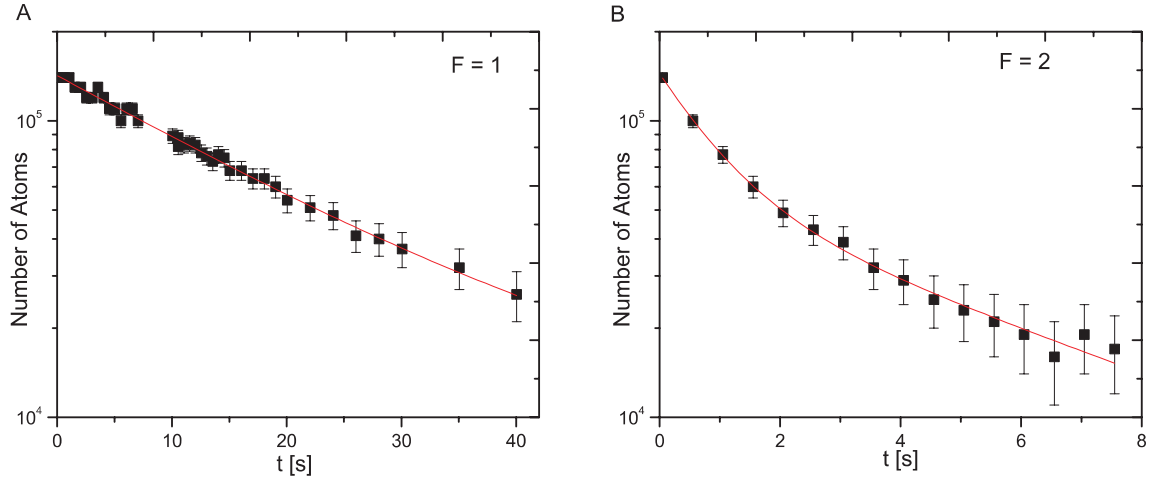 A
F = 1
10^5
10^4
Number of Atoms
0 10 20 30 40
t [s]
B
F = 2
10^5
10^4
Number of Atoms
0 2 4 6 8
t [s]